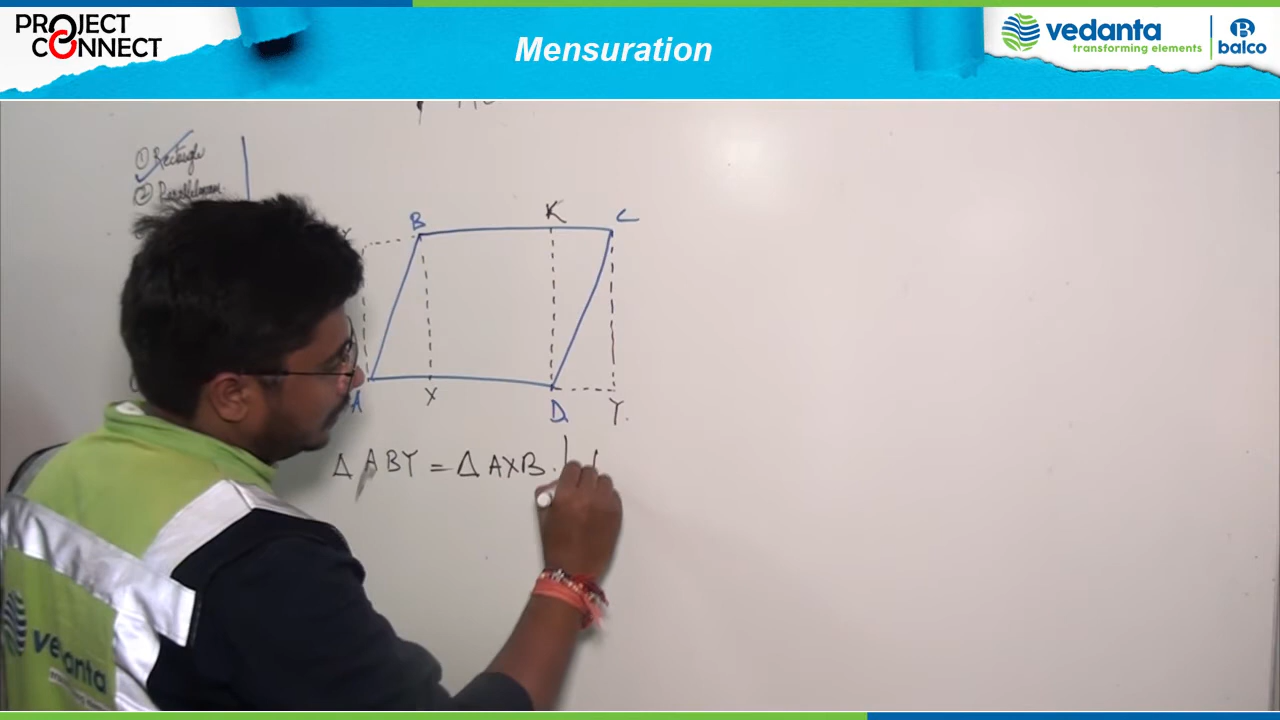 PROJECT
CONNECT
Mensuration
vedanta
transforming elements
balco
① Rectangle
② Parallelogram
B K C
A X D Y
Δ ABY = Δ AXB.
vedanta